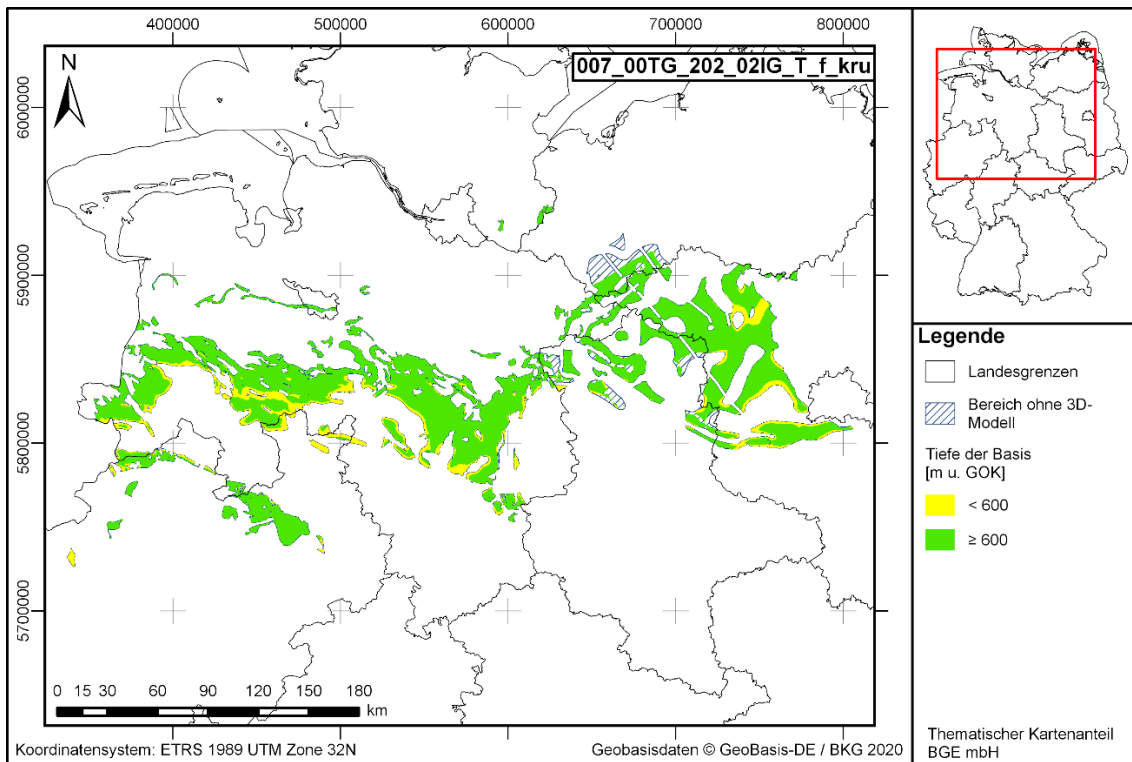 400000
500000
600000
700000
800000
N
007_00TG_202_02IG_T_f_kru
6000000
5900000
5800000
5700000
0 15 30 60 90 120 150 180
km
Koordinatensystem: ETRS 1989 UTM Zone 32N
Geobasisdaten © GeoBasis-DE / BKG 2020
Legende
Landesgrenzen
Bereich ohne 3D-
Modell
Tiefe der Basis
[m u. GOK]
< 600
≥ 600
Thematischer Kartenanteil
BGE mbH